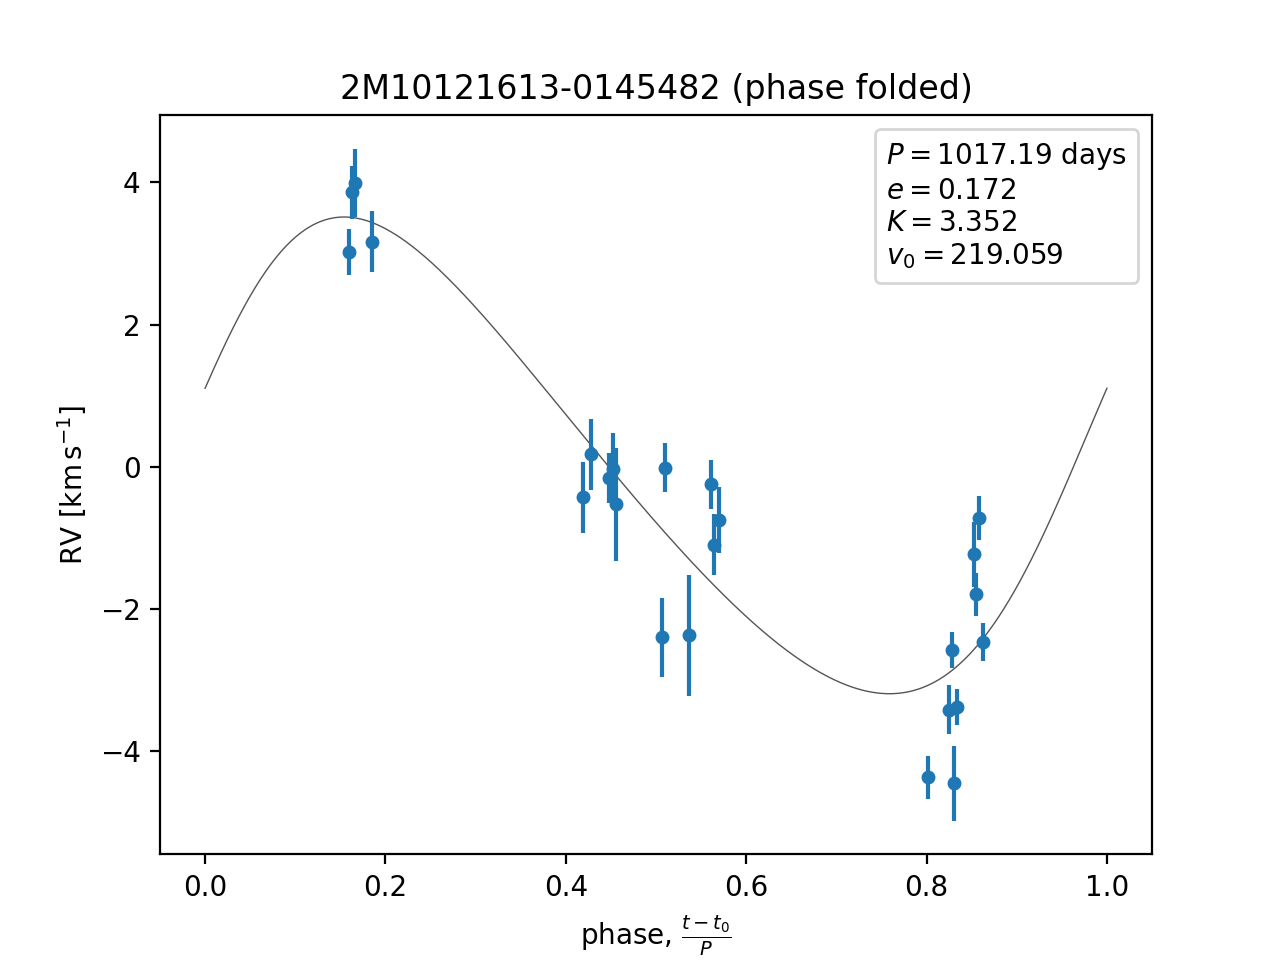 2M10121613-0145482 (phase folded)
P = 1017.19 days
e = 0.172
K = 3.352
v₀ = 219.059
RV [km s⁻¹]
4
2
0
−2
−4
0.0 0.2 0.4 0.6 0.8 1.0
phase, (t − t₀)/P